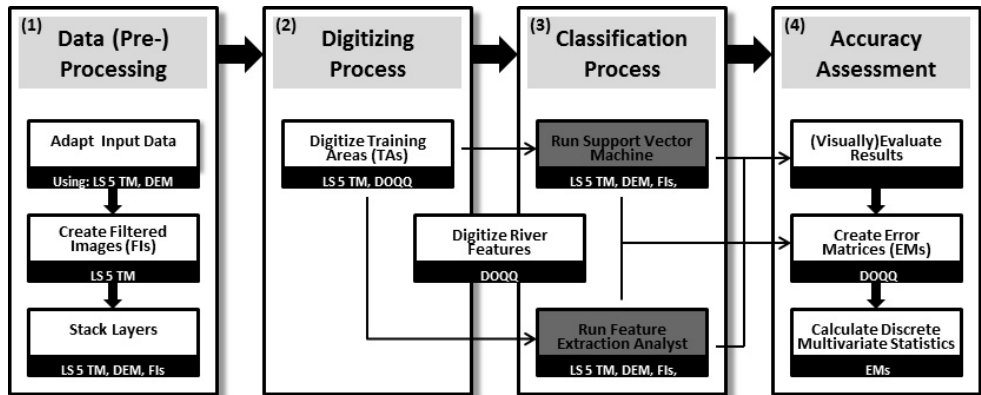 (1)
Data (Pre-)
Processing
Adapt Input Data
Using: LS 5 TM, DEM
Create Filtered
Images (FIs)
LS 5 TM
Stack Layers
LS 5 TM, DEM, FIs
(2)
Digitizing
Process
Digitize Training
Areas (TAs)
LS 5 TM, DOQQ
Digitize River
Features
DOQQ
(3)
Classification
Process
Run Support Vector
Machine
LS 5 TM, DEM, FIs,
Run Feature
Extraction Analyst
LS 5 TM, DEM, FIs,
(4)
Accuracy
Assessment
(Visually)Evaluate
Results
Create Error
Matrices (EMs)
DOQQ
Calculate Discrete
Multivariate Statistics
EMs